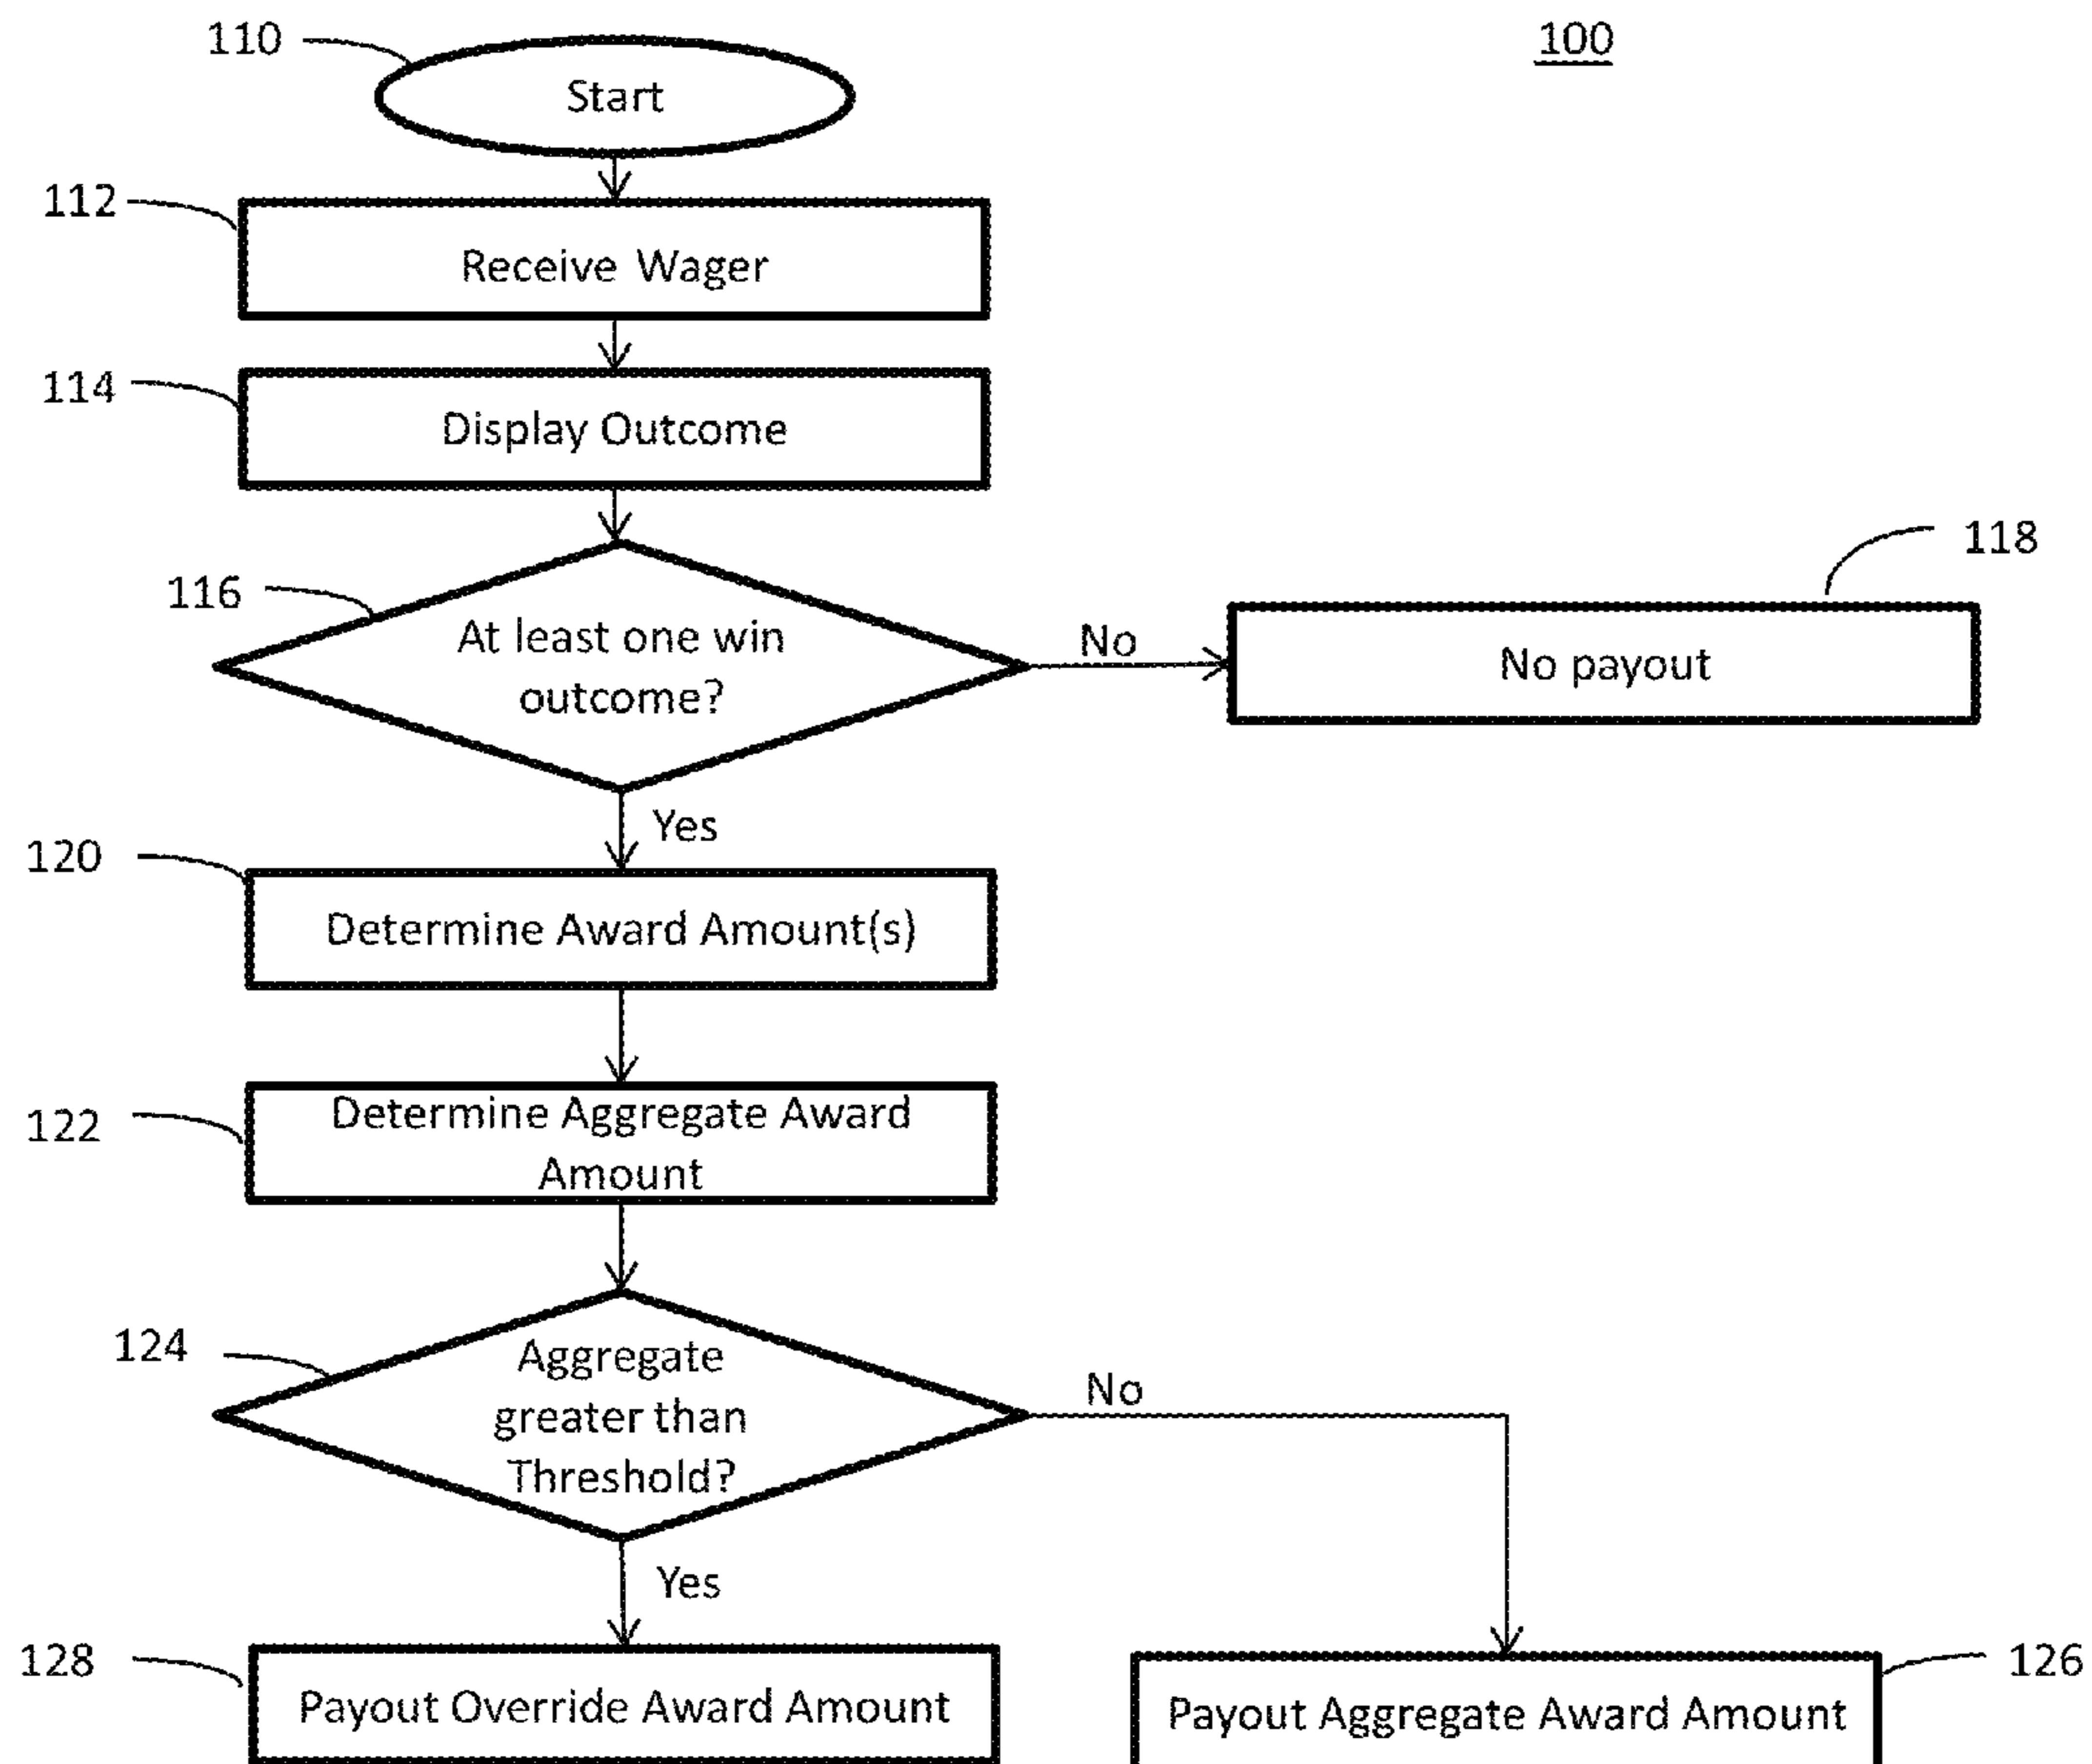 110
Start
100
112
Receive Wager
114
Display Outcome
116
At least one win
outcome?
No
118
No payout
Yes
120
Determine Award Amount(s)
122
Determine Aggregate Award
Amount
124
Aggregate
greater than
Threshold?
No
Yes
128
Payout Override Award Amount
126
Payout Aggregate Award Amount